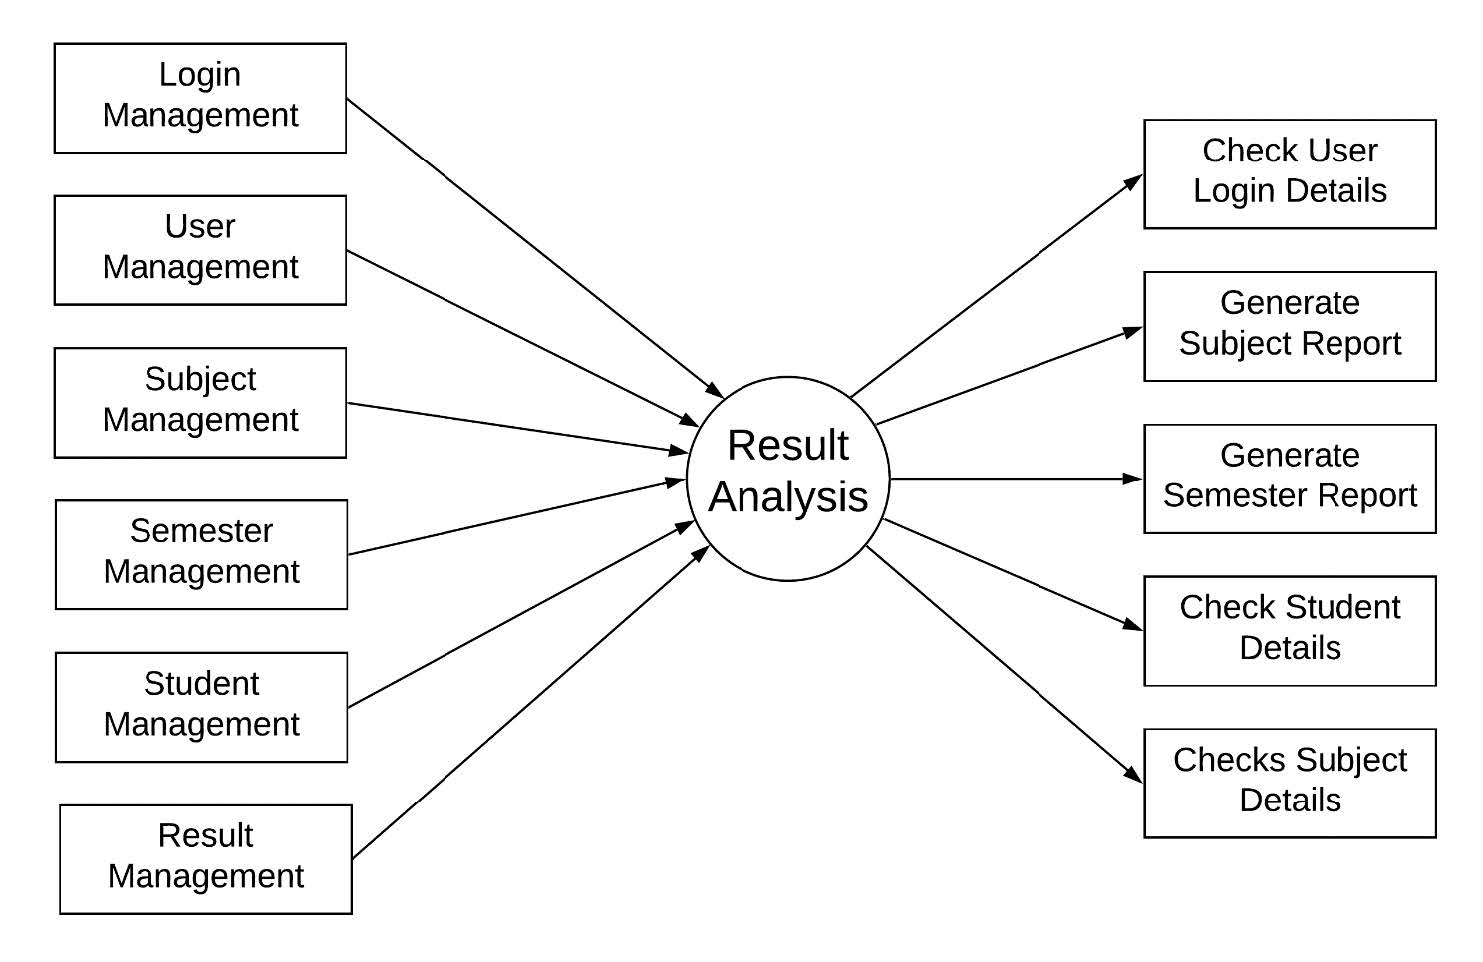 Login
Management
User
Management
Subject
Management
Semester
Management
Student
Management
Result
Management
Result
Analysis
Check User
Login Details
Generate
Subject Report
Generate
Semester Report
Check Student
Details
Checks Subject
Details